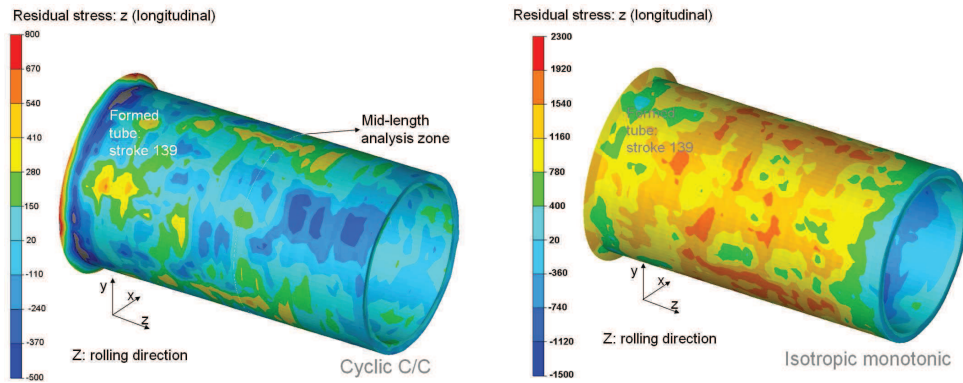 Residual stress: z (longitudinal)
800
670
540
410
280
150
20
-110
-240
-370
-500
Formed
tube:
stroke 139
Mid-length
analysis zone
y
x
z
Z: rolling direction
Cyclic C/C
Residual stress: z (longitudinal)
2300
1920
1540
1160
780
400
20
-360
-740
-1120
-1500
Formed
tube:
stroke 139
y
x
z
Z: rolling direction
Isotropic monotonic